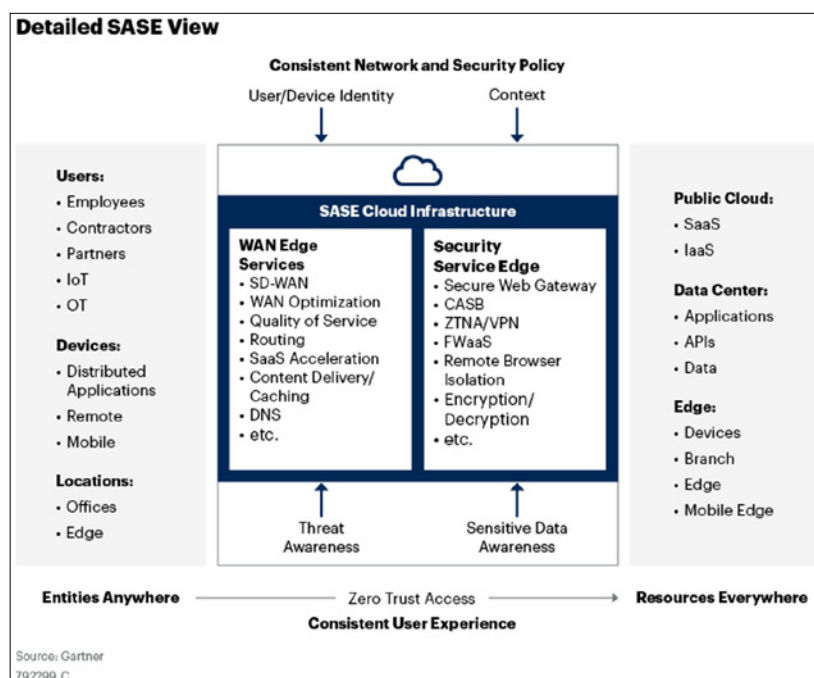 Detailed SASE View
Consistent Network and Security Policy
User/Device Identity
Context
Users:
• Employees
• Contractors
• Partners
• IoT
• OT
Devices:
• Distributed
Applications
• Remote
• Mobile
Locations:
• Offices
• Edge
SASE Cloud Infrastructure
WAN Edge
Services
• SD-WAN
• WAN Optimization
• Quality of Service
• Routing
• SaaS Acceleration
• Content Delivery/
Caching
• DNS
• etc.
Security
Service Edge
• Secure Web Gateway
• CASB
• ZTNA/VPN
• FWaaS
• Remote Browser
Isolation
• Encryption/
Decryption
• etc.
Threat
Awareness
Sensitive Data
Awareness
Public Cloud:
• SaaS
• IaaS
Data Center:
• Applications
• APIs
• Data
Edge:
• Devices
• Branch
• Edge
• Mobile Edge
Entities Anywhere
Zero Trust Access
Resources Everywhere
Consistent User Experience
Source: Gartner
792299_C